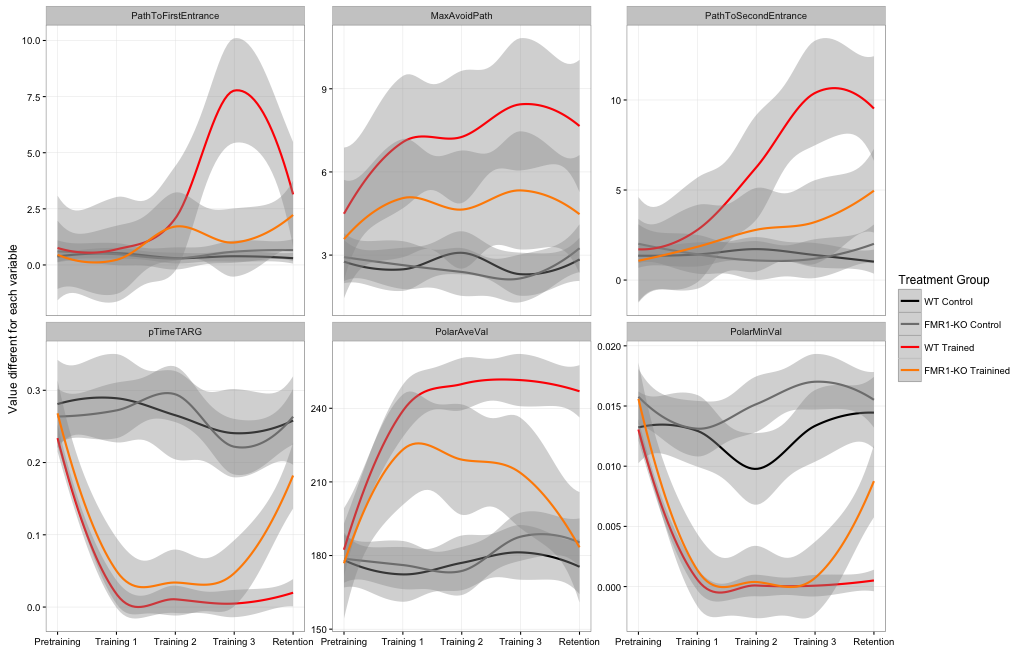 PathToFirstEntrance
MaxAvoidPath
PathToSecondEntrance
10.0
7.5
5.0
2.5
0.0
9
6
3
10
5
0
Value different for each variable
pTimeTARG
PolarAveVal
PolarMinVal
0.3
0.2
0.1
0.0
240
210
180
150
0.020
0.015
0.010
0.005
0.000
Pretraining Training 1 Training 2 Training 3 Retention
Pretraining Training 1 Training 2 Training 3 Retention
Pretraining Training 1 Training 2 Training 3 Retention
Treatment Group
WT Control
FMR1-KO Control
WT Trained
FMR1-KO Trainined